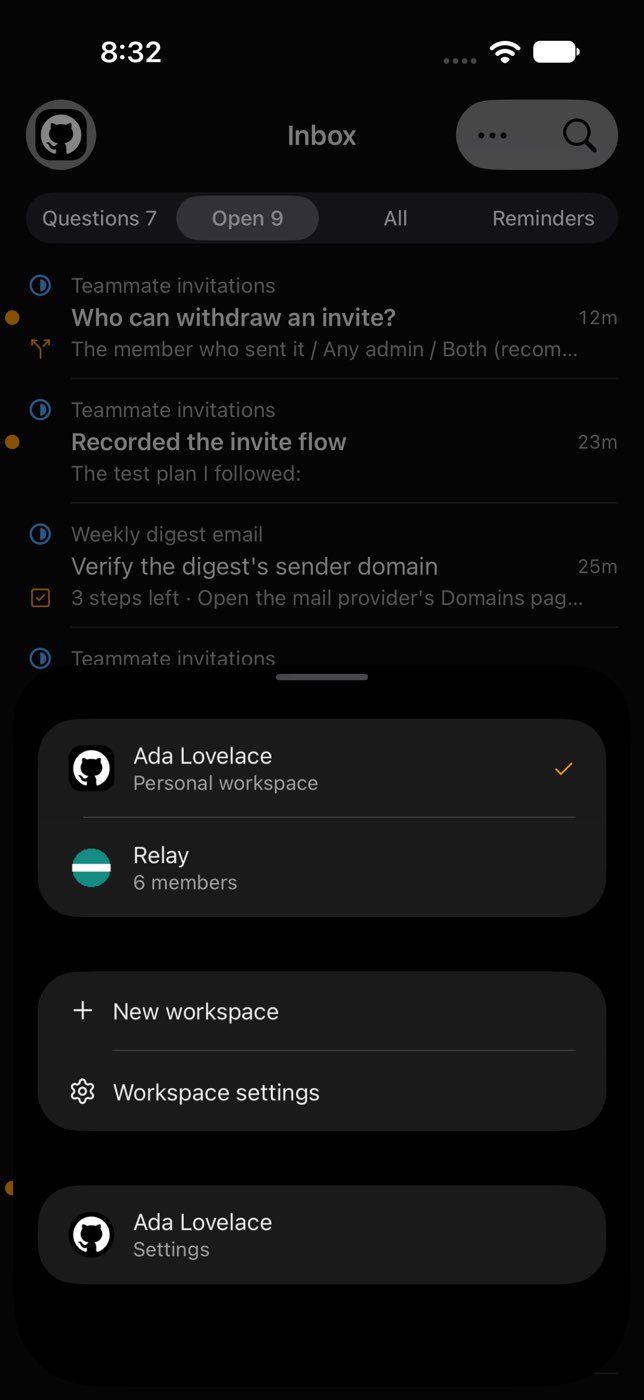 8:32
Inbox
Questions 7
Open 9
All
Reminders
Teammate invitations
Who can withdraw an invite?
12m
The member who sent it / Any admin / Both (recom...
Teammate invitations
Recorded the invite flow
23m
The test plan I followed:
Weekly digest email
Verify the digest's sender domain
25m
3 steps left · Open the mail provider's Domains pag...
Teammate invitations
Ada Lovelace
Personal workspace
Relay
6 members
New workspace
Workspace settings
Ada Lovelace
Settings